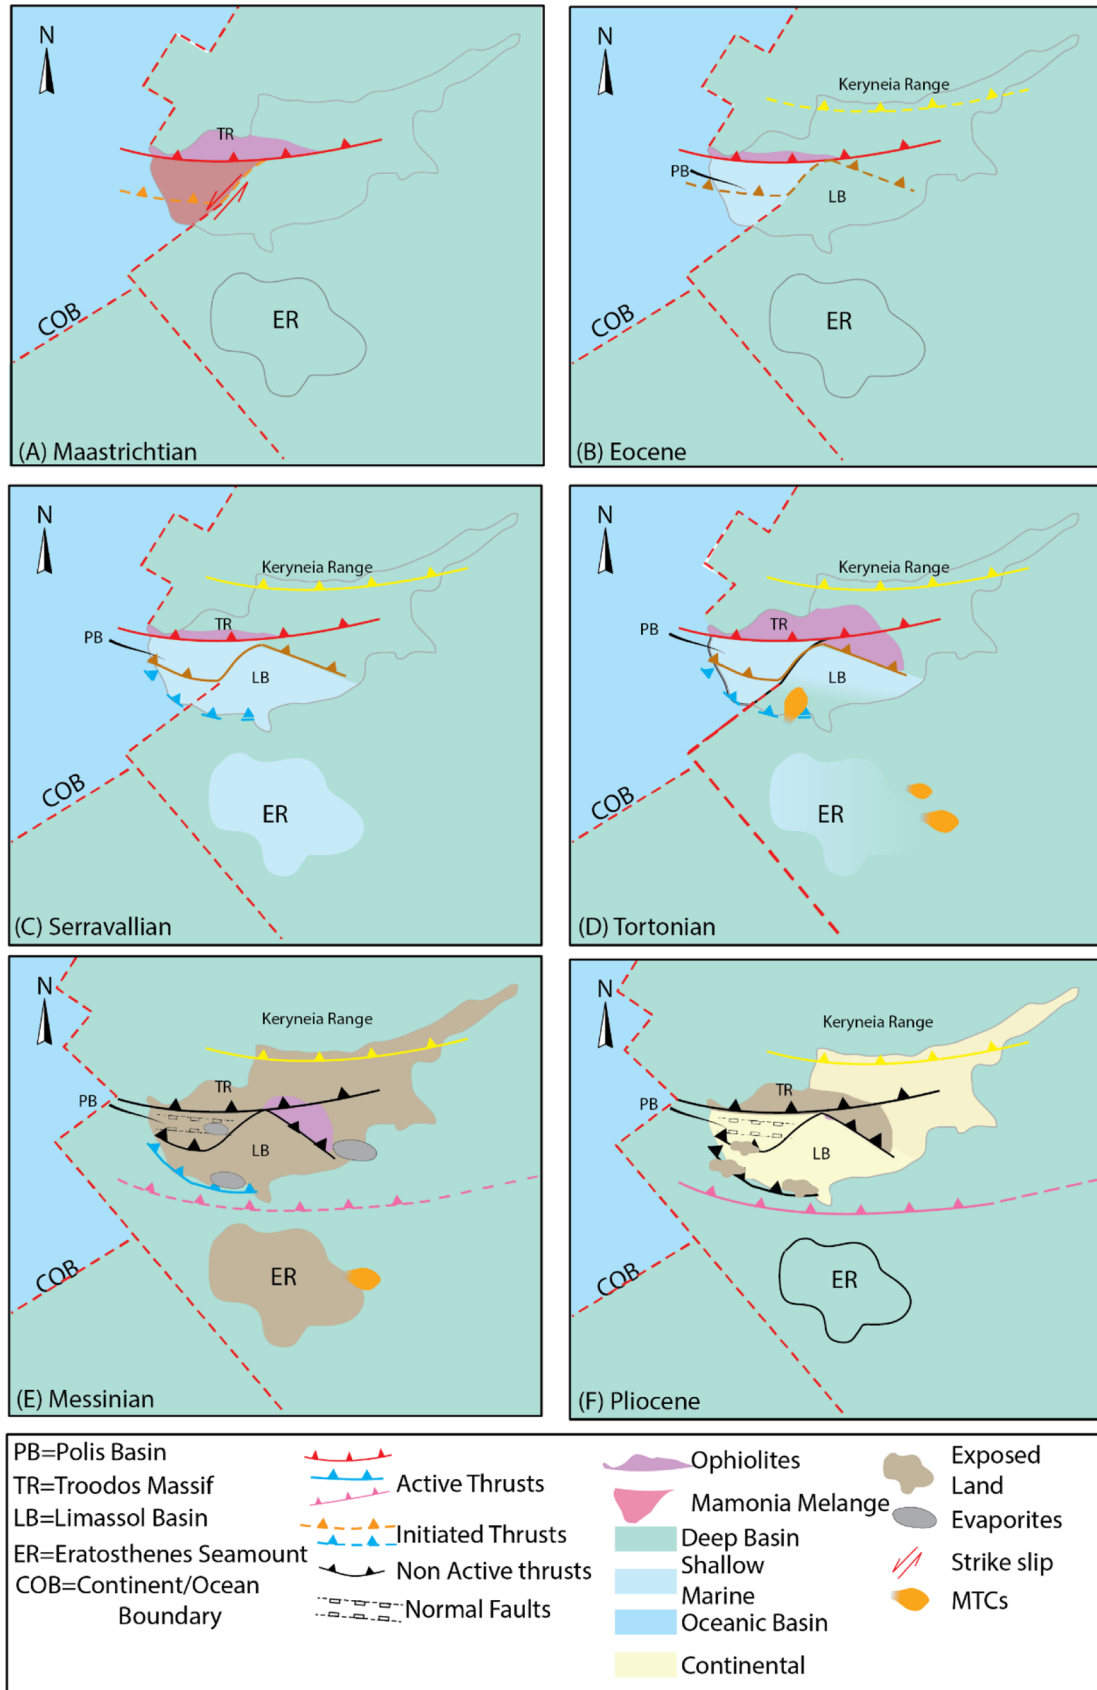 N
TR
COB
ER
(A) Maastrichtian
N
Keryneia Range
TR
PB
LB
COB
ER
(B) Eocene
N
Keryneia Range
TR
PB
LB
COB
ER
(C) Serravallian
N
Keryneia Range
TR
PB
LB
COB
ER
(D) Tortonian
N
Keryneia Range
TR
PB
LB
COB
ER
(E) Messinian
N
Keryneia Range
TR
PB
LB
COB
ER
(F) Pliocene
PB=Polis Basin
TR=Troodos Massif
LB=Limassol Basin
ER=Eratosthenes Seamount
COB=Continent/Ocean
Boundary
Active Thrusts
Initiated Thrusts
Non Active thrusts
Normal Faults
Ophiolites
Mamonia Melange
Deep Basin
Shallow
Marine
Oceanic Basin
Continental
Exposed
Land
Evaporites
Strike slip
MTCs